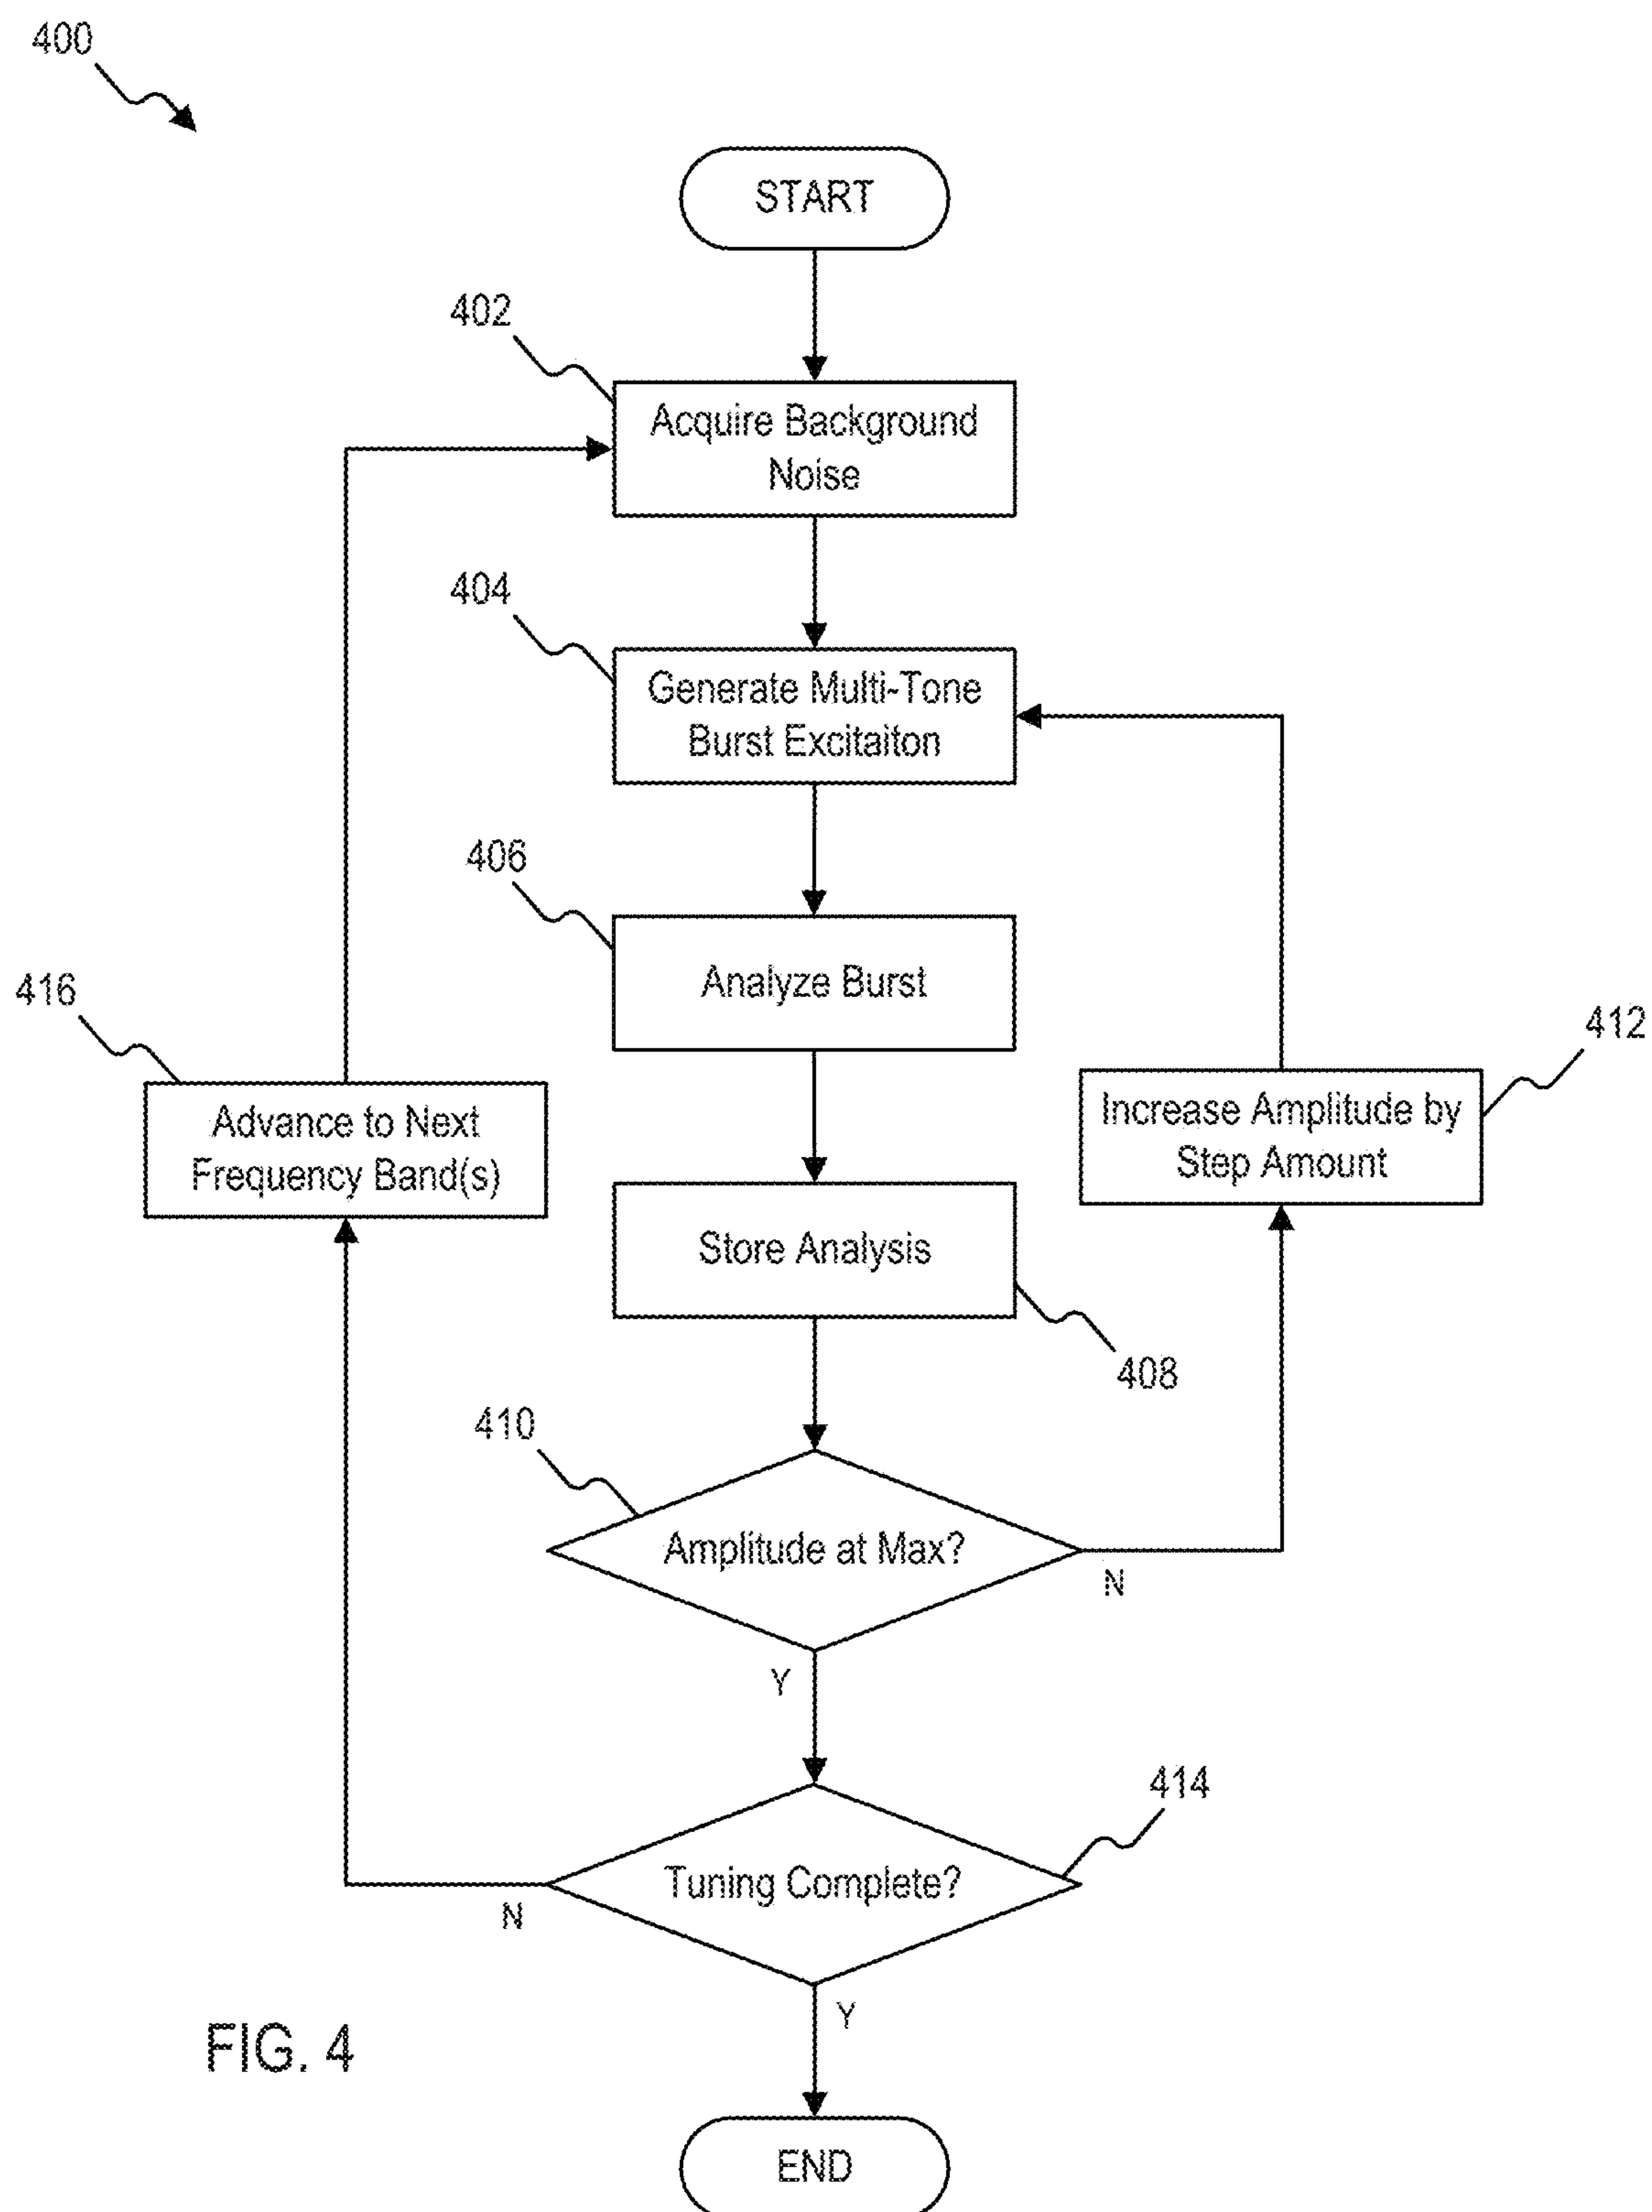 400
START
402
Acquire Background
Noise
404
Generate Multi-Tone
Burst Excitaiton
406
Analyze Burst
416
Advance to Next
Frequency Band(s)
412
Increase Amplitude by
Step Amount
Store Analysis
408
410
Amplitude at Max?
N
Y
414
Tuning Complete?
N
Y
FIG. 4
END